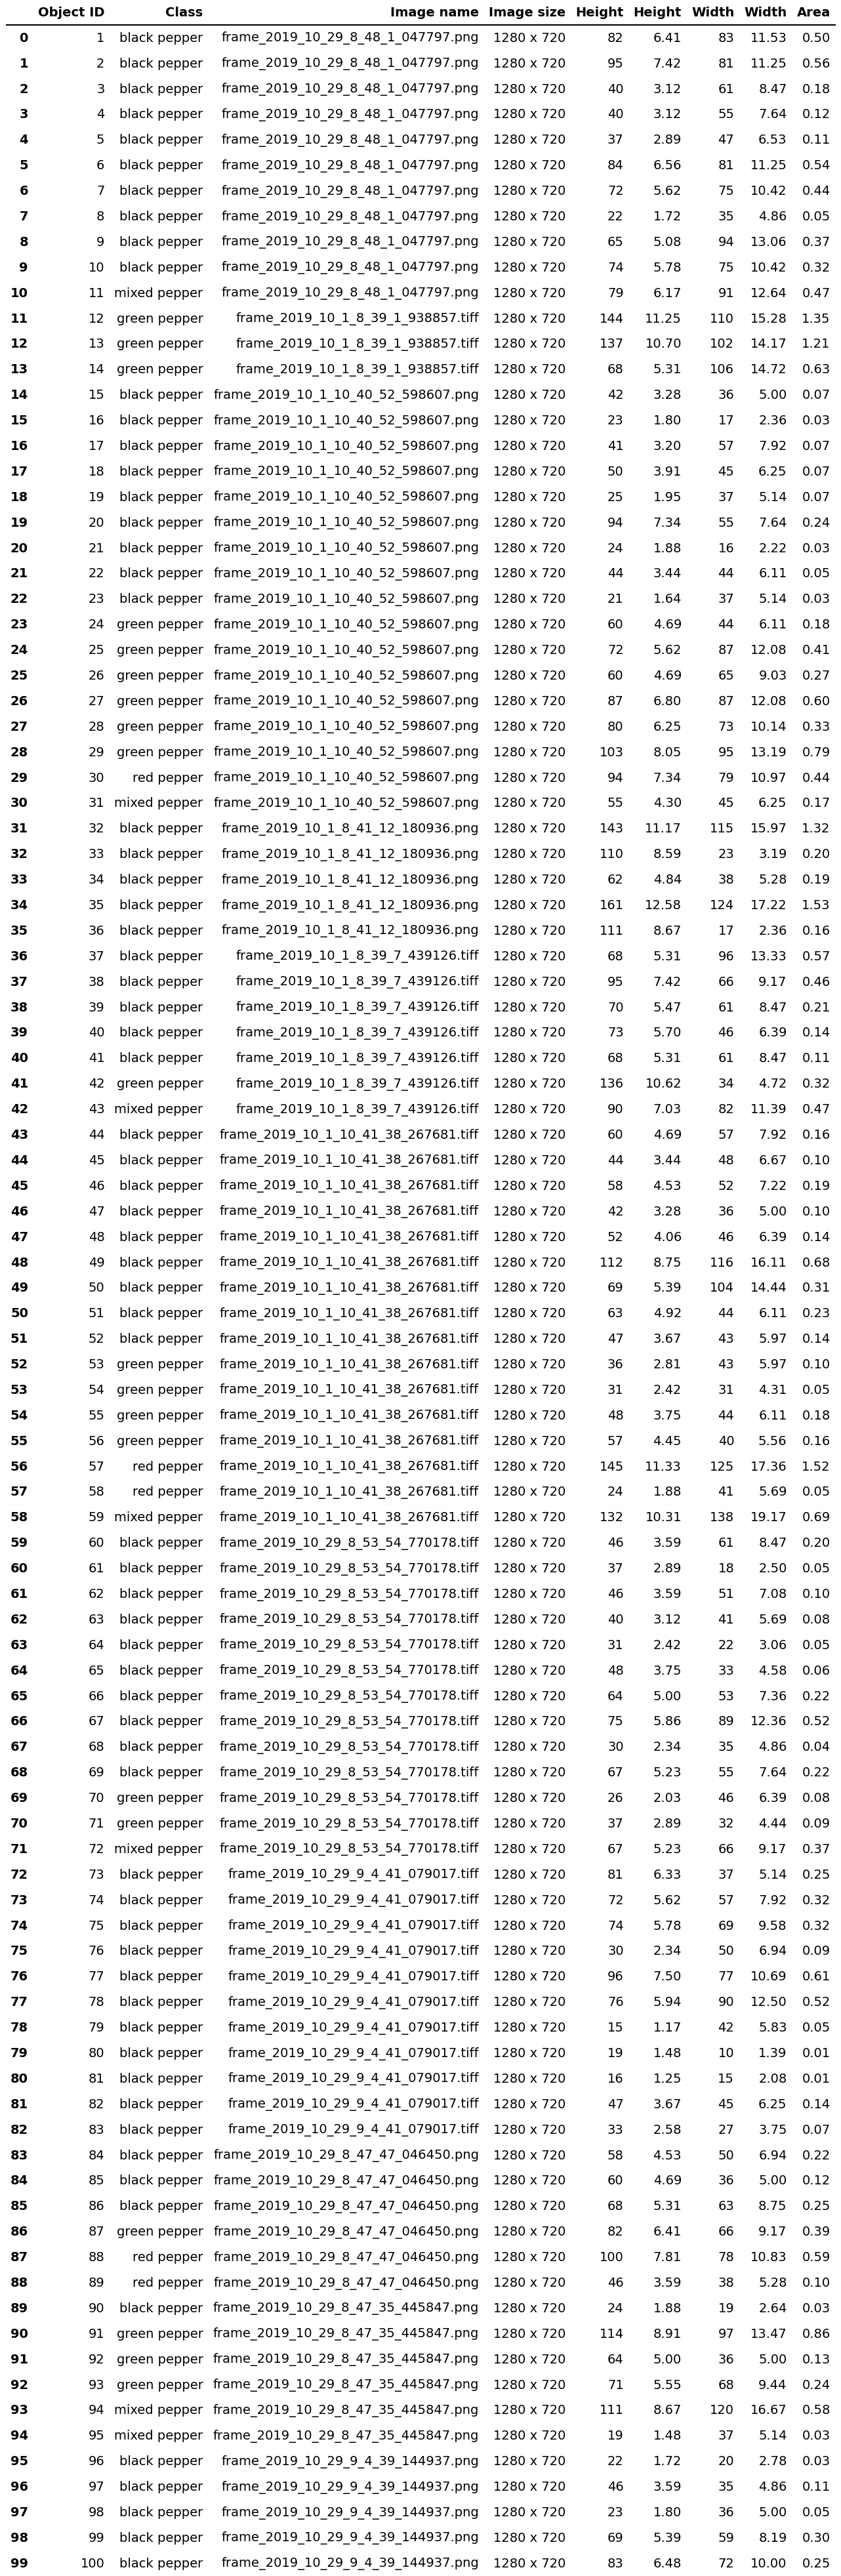 Object ID Class Image name Image size Height Height Width Width Area
0 1 black pepper frame_2019_10_29_8_48_1_047797.png 1280 x 720 82 6.41 83 11.53 0.50
1 2 black pepper frame_2019_10_29_8_48_1_047797.png 1280 x 720 95 7.42 81 11.25 0.56
2 3 black pepper frame_2019_10_29_8_48_1_047797.png 1280 x 720 40 3.12 61 8.47 0.18
3 4 black pepper frame_2019_10_29_8_48_1_047797.png 1280 x 720 40 3.12 55 7.64 0.12
4 5 black pepper frame_2019_10_29_8_48_1_047797.png 1280 x 720 37 2.89 47 6.53 0.11
5 6 black pepper frame_2019_10_29_8_48_1_047797.png 1280 x 720 84 6.56 81 11.25 0.54
6 7 black pepper frame_2019_10_29_8_48_1_047797.png 1280 x 720 72 5.62 75 10.42 0.44
7 8 black pepper frame_2019_10_29_8_48_1_047797.png 1280 x 720 22 1.72 35 4.86 0.05
8 9 black pepper frame_2019_10_29_8_48_1_047797.png 1280 x 720 65 5.08 94 13.06 0.37
9 10 black pepper frame_2019_10_29_8_48_1_047797.png 1280 x 720 74 5.78 75 10.42 0.32
10 11 mixed pepper frame_2019_10_29_8_48_1_047797.png 1280 x 720 79 6.17 91 12.64 0.47
11 12 green pepper frame_2019_10_1_8_39_1_938857.tiff 1280 x 720 144 11.25 110 15.28 1.35
12 13 green pepper frame_2019_10_1_8_39_1_938857.tiff 1280 x 720 137 10.70 102 14.17 1.21
13 14 green pepper frame_2019_10_1_8_39_1_938857.tiff 1280 x 720 68 5.31 106 14.72 0.63
14 15 black pepper frame_2019_10_1_10_40_52_598607.png 1280 x 720 42 3.28 36 5.00 0.07
15 16 black pepper frame_2019_10_1_10_40_52_598607.png 1280 x 720 23 1.80 17 2.36 0.03
16 17 black pepper frame_2019_10_1_10_40_52_598607.png 1280 x 720 41 3.20 57 7.92 0.07
17 18 black pepper frame_2019_10_1_10_40_52_598607.png 1280 x 720 50 3.91 45 6.25 0.07
18 19 black pepper frame_2019_10_1_10_40_52_598607.png 1280 x 720 25 1.95 37 5.14 0.07
19 20 black pepper frame_2019_10_1_10_40_52_598607.png 1280 x 720 94 7.34 55 7.64 0.24
20 21 black pepper frame_2019_10_1_10_40_52_598607.png 1280 x 720 24 1.88 16 2.22 0.03
21 22 black pepper frame_2019_10_1_10_40_52_598607.png 1280 x 720 44 3.44 44 6.11 0.05
22 23 black pepper frame_2019_10_1_10_40_52_598607.png 1280 x 720 21 1.64 37 5.14 0.03
23 24 green pepper frame_2019_10_1_10_40_52_598607.png 1280 x 720 60 4.69 44 6.11 0.18
24 25 green pepper frame_2019_10_1_10_40_52_598607.png 1280 x 720 72 5.62 87 12.08 0.41
25 26 green pepper frame_2019_10_1_10_40_52_598607.png 1280 x 720 60 4.69 65 9.03 0.27
26 27 green pepper frame_2019_10_1_10_40_52_598607.png 1280 x 720 87 6.80 87 12.08 0.60
27 28 green pepper frame_2019_10_1_10_40_52_598607.png 1280 x 720 80 6.25 73 10.14 0.33
28 29 green pepper frame_2019_10_1_10_40_52_598607.png 1280 x 720 103 8.05 95 13.19 0.79
29 30 red pepper frame_2019_10_1_10_40_52_598607.png 1280 x 720 94 7.34 79 10.97 0.44
30 31 mixed pepper frame_2019_10_1_10_40_52_598607.png 1280 x 720 55 4.30 45 6.25 0.17
31 32 black pepper frame_2019_10_1_8_41_12_180936.png 1280 x 720 143 11.17 115 15.97 1.32
32 33 black pepper frame_2019_10_1_8_41_12_180936.png 1280 x 720 110 8.59 23 3.19 0.20
33 34 black pepper frame_2019_10_1_8_41_12_180936.png 1280 x 720 62 4.84 38 5.28 0.19
34 35 black pepper frame_2019_10_1_8_41_12_180936.png 1280 x 720 161 12.58 124 17.22 1.53
35 36 black pepper frame_2019_10_1_8_41_12_180936.png 1280 x 720 111 8.67 17 2.36 0.16
36 37 black pepper frame_2019_10_1_8_39_7_439126.tiff 1280 x 720 68 5.31 96 13.33 0.57
37 38 black pepper frame_2019_10_1_8_39_7_439126.tiff 1280 x 720 95 7.42 66 9.17 0.46
38 39 black pepper frame_2019_10_1_8_39_7_439126.tiff 1280 x 720 70 5.47 61 8.47 0.21
39 40 black pepper frame_2019_10_1_8_39_7_439126.tiff 1280 x 720 73 5.70 46 6.39 0.14
40 41 black pepper frame_2019_10_1_8_39_7_439126.tiff 1280 x 720 68 5.31 61 8.47 0.11
41 42 green pepper frame_2019_10_1_8_39_7_439126.tiff 1280 x 720 136 10.62 34 4.72 0.32
42 43 mixed pepper frame_2019_10_1_8_39_7_439126.tiff 1280 x 720 90 7.03 82 11.39 0.47
43 44 black pepper frame_2019_10_1_10_41_38_267681.tiff 1280 x 720 60 4.69 57 7.92 0.16
44 45 black pepper frame_2019_10_1_10_41_38_267681.tiff 1280 x 720 44 3.44 48 6.67 0.10
45 46 black pepper frame_2019_10_1_10_41_38_267681.tiff 1280 x 720 58 4.53 52 7.22 0.19
46 47 black pepper frame_2019_10_1_10_41_38_267681.tiff 1280 x 720 42 3.28 36 5.00 0.10
47 48 black pepper frame_2019_10_1_10_41_38_267681.tiff 1280 x 720 52 4.06 46 6.39 0.14
48 49 black pepper frame_2019_10_1_10_41_38_267681.tiff 1280 x 720 112 8.75 116 16.11 0.68
49 50 black pepper frame_2019_10_1_10_41_38_267681.tiff 1280 x 720 69 5.39 104 14.44 0.31
50 51 black pepper frame_2019_10_1_10_41_38_267681.tiff 1280 x 720 63 4.92 44 6.11 0.23
51 52 black pepper frame_2019_10_1_10_41_38_267681.tiff 1280 x 720 47 3.67 43 5.97 0.14
52 53 green pepper frame_2019_10_1_10_41_38_267681.tiff 1280 x 720 36 2.81 43 5.97 0.10
53 54 green pepper frame_2019_10_1_10_41_38_267681.tiff 1280 x 720 31 2.42 31 4.31 0.05
54 55 green pepper frame_2019_10_1_10_41_38_267681.tiff 1280 x 720 48 3.75 44 6.11 0.18
55 56 green pepper frame_2019_10_1_10_41_38_267681.tiff 1280 x 720 57 4.45 40 5.56 0.16
56 57 red pepper frame_2019_10_1_10_41_38_267681.tiff 1280 x 720 145 11.33 125 17.36 1.52
57 58 red pepper frame_2019_10_1_10_41_38_267681.tiff 1280 x 720 24 1.88 41 5.69 0.05
58 59 mixed pepper frame_2019_10_1_10_41_38_267681.tiff 1280 x 720 132 10.31 138 19.17 0.69
59 60 black pepper frame_2019_10_29_8_53_54_770178.tiff 1280 x 720 46 3.59 61 8.47 0.20
60 61 black pepper frame_2019_10_29_8_53_54_770178.tiff 1280 x 720 37 2.89 18 2.50 0.05
61 62 black pepper frame_2019_10_29_8_53_54_770178.tiff 1280 x 720 46 3.59 51 7.08 0.10
62 63 black pepper frame_2019_10_29_8_53_54_770178.tiff 1280 x 720 40 3.12 41 5.69 0.08
63 64 black pepper frame_2019_10_29_8_53_54_770178.tiff 1280 x 720 31 2.42 22 3.06 0.05
64 65 black pepper frame_2019_10_29_8_53_54_770178.tiff 1280 x 720 48 3.75 33 4.58 0.06
65 66 black pepper frame_2019_10_29_8_53_54_770178.tiff 1280 x 720 64 5.00 53 7.36 0.22
66 67 black pepper frame_2019_10_29_8_53_54_770178.tiff 1280 x 720 75 5.86 89 12.36 0.52
67 68 black pepper frame_2019_10_29_8_53_54_770178.tiff 1280 x 720 30 2.34 35 4.86 0.04
68 69 black pepper frame_2019_10_29_8_53_54_770178.tiff 1280 x 720 67 5.23 55 7.64 0.22
69 70 green pepper frame_2019_10_29_8_53_54_770178.tiff 1280 x 720 26 2.03 46 6.39 0.08
70 71 green pepper frame_2019_10_29_8_53_54_770178.tiff 1280 x 720 37 2.89 32 4.44 0.09
71 72 mixed pepper frame_2019_10_29_8_53_54_770178.tiff 1280 x 720 67 5.23 66 9.17 0.37
72 73 black pepper frame_2019_10_29_9_4_41_079017.tiff 1280 x 720 81 6.33 37 5.14 0.25
73 74 black pepper frame_2019_10_29_9_4_41_079017.tiff 1280 x 720 72 5.62 57 7.92 0.32
74 75 black pepper frame_2019_10_29_9_4_41_079017.tiff 1280 x 720 74 5.78 69 9.58 0.32
75 76 black pepper frame_2019_10_29_9_4_41_079017.tiff 1280 x 720 30 2.34 50 6.94 0.09
76 77 black pepper frame_2019_10_29_9_4_41_079017.tiff 1280 x 720 96 7.50 77 10.69 0.61
77 78 black pepper frame_2019_10_29_9_4_41_079017.tiff 1280 x 720 76 5.94 90 12.50 0.52
78 79 black pepper frame_2019_10_29_9_4_41_079017.tiff 1280 x 720 15 1.17 42 5.83 0.05
79 80 black pepper frame_2019_10_29_9_4_41_079017.tiff 1280 x 720 19 1.48 10 1.39 0.01
80 81 black pepper frame_2019_10_29_9_4_41_079017.tiff 1280 x 720 16 1.25 15 2.08 0.01
81 82 black pepper frame_2019_10_29_9_4_41_079017.tiff 1280 x 720 47 3.67 45 6.25 0.14
82 83 black pepper frame_2019_10_29_9_4_41_079017.tiff 1280 x 720 33 2.58 27 3.75 0.07
83 84 black pepper frame_2019_10_29_8_47_47_046450.png 1280 x 720 58 4.53 50 6.94 0.22
84 85 black pepper frame_2019_10_29_8_47_47_046450.png 1280 x 720 60 4.69 36 5.00 0.12
85 86 black pepper frame_2019_10_29_8_47_47_046450.png 1280 x 720 68 5.31 63 8.75 0.25
86 87 green pepper frame_2019_10_29_8_47_47_046450.png 1280 x 720 82 6.41 66 9.17 0.39
87 88 red pepper frame_2019_10_29_8_47_47_046450.png 1280 x 720 100 7.81 78 10.83 0.59
88 89 red pepper frame_2019_10_29_8_47_47_046450.png 1280 x 720 46 3.59 38 5.28 0.10
89 90 black pepper frame_2019_10_29_8_47_35_445847.png 1280 x 720 24 1.88 19 2.64 0.03
90 91 green pepper frame_2019_10_29_8_47_35_445847.png 1280 x 720 114 8.91 97 13.47 0.86
91 92 green pepper frame_2019_10_29_8_47_35_445847.png 1280 x 720 64 5.00 36 5.00 0.13
92 93 green pepper frame_2019_10_29_8_47_35_445847.png 1280 x 720 71 5.55 68 9.44 0.24
93 94 mixed pepper frame_2019_10_29_8_47_35_445847.png 1280 x 720 111 8.67 120 16.67 0.58
94 95 mixed pepper frame_2019_10_29_8_47_35_445847.png 1280 x 720 19 1.48 37 5.14 0.03
95 96 black pepper frame_2019_10_29_9_4_39_144937.png 1280 x 720 22 1.72 20 2.78 0.03
96 97 black pepper frame_2019_10_29_9_4_39_144937.png 1280 x 720 46 3.59 35 4.86 0.11
97 98 black pepper frame_2019_10_29_9_4_39_144937.png 1280 x 720 23 1.80 36 5.00 0.05
98 99 black pepper frame_2019_10_29_9_4_39_144937.png 1280 x 720 69 5.39 59 8.19 0.30
99 100 black pepper frame_2019_10_29_9_4_39_144937.png 1280 x 720 83 6.48 72 10.00 0.25